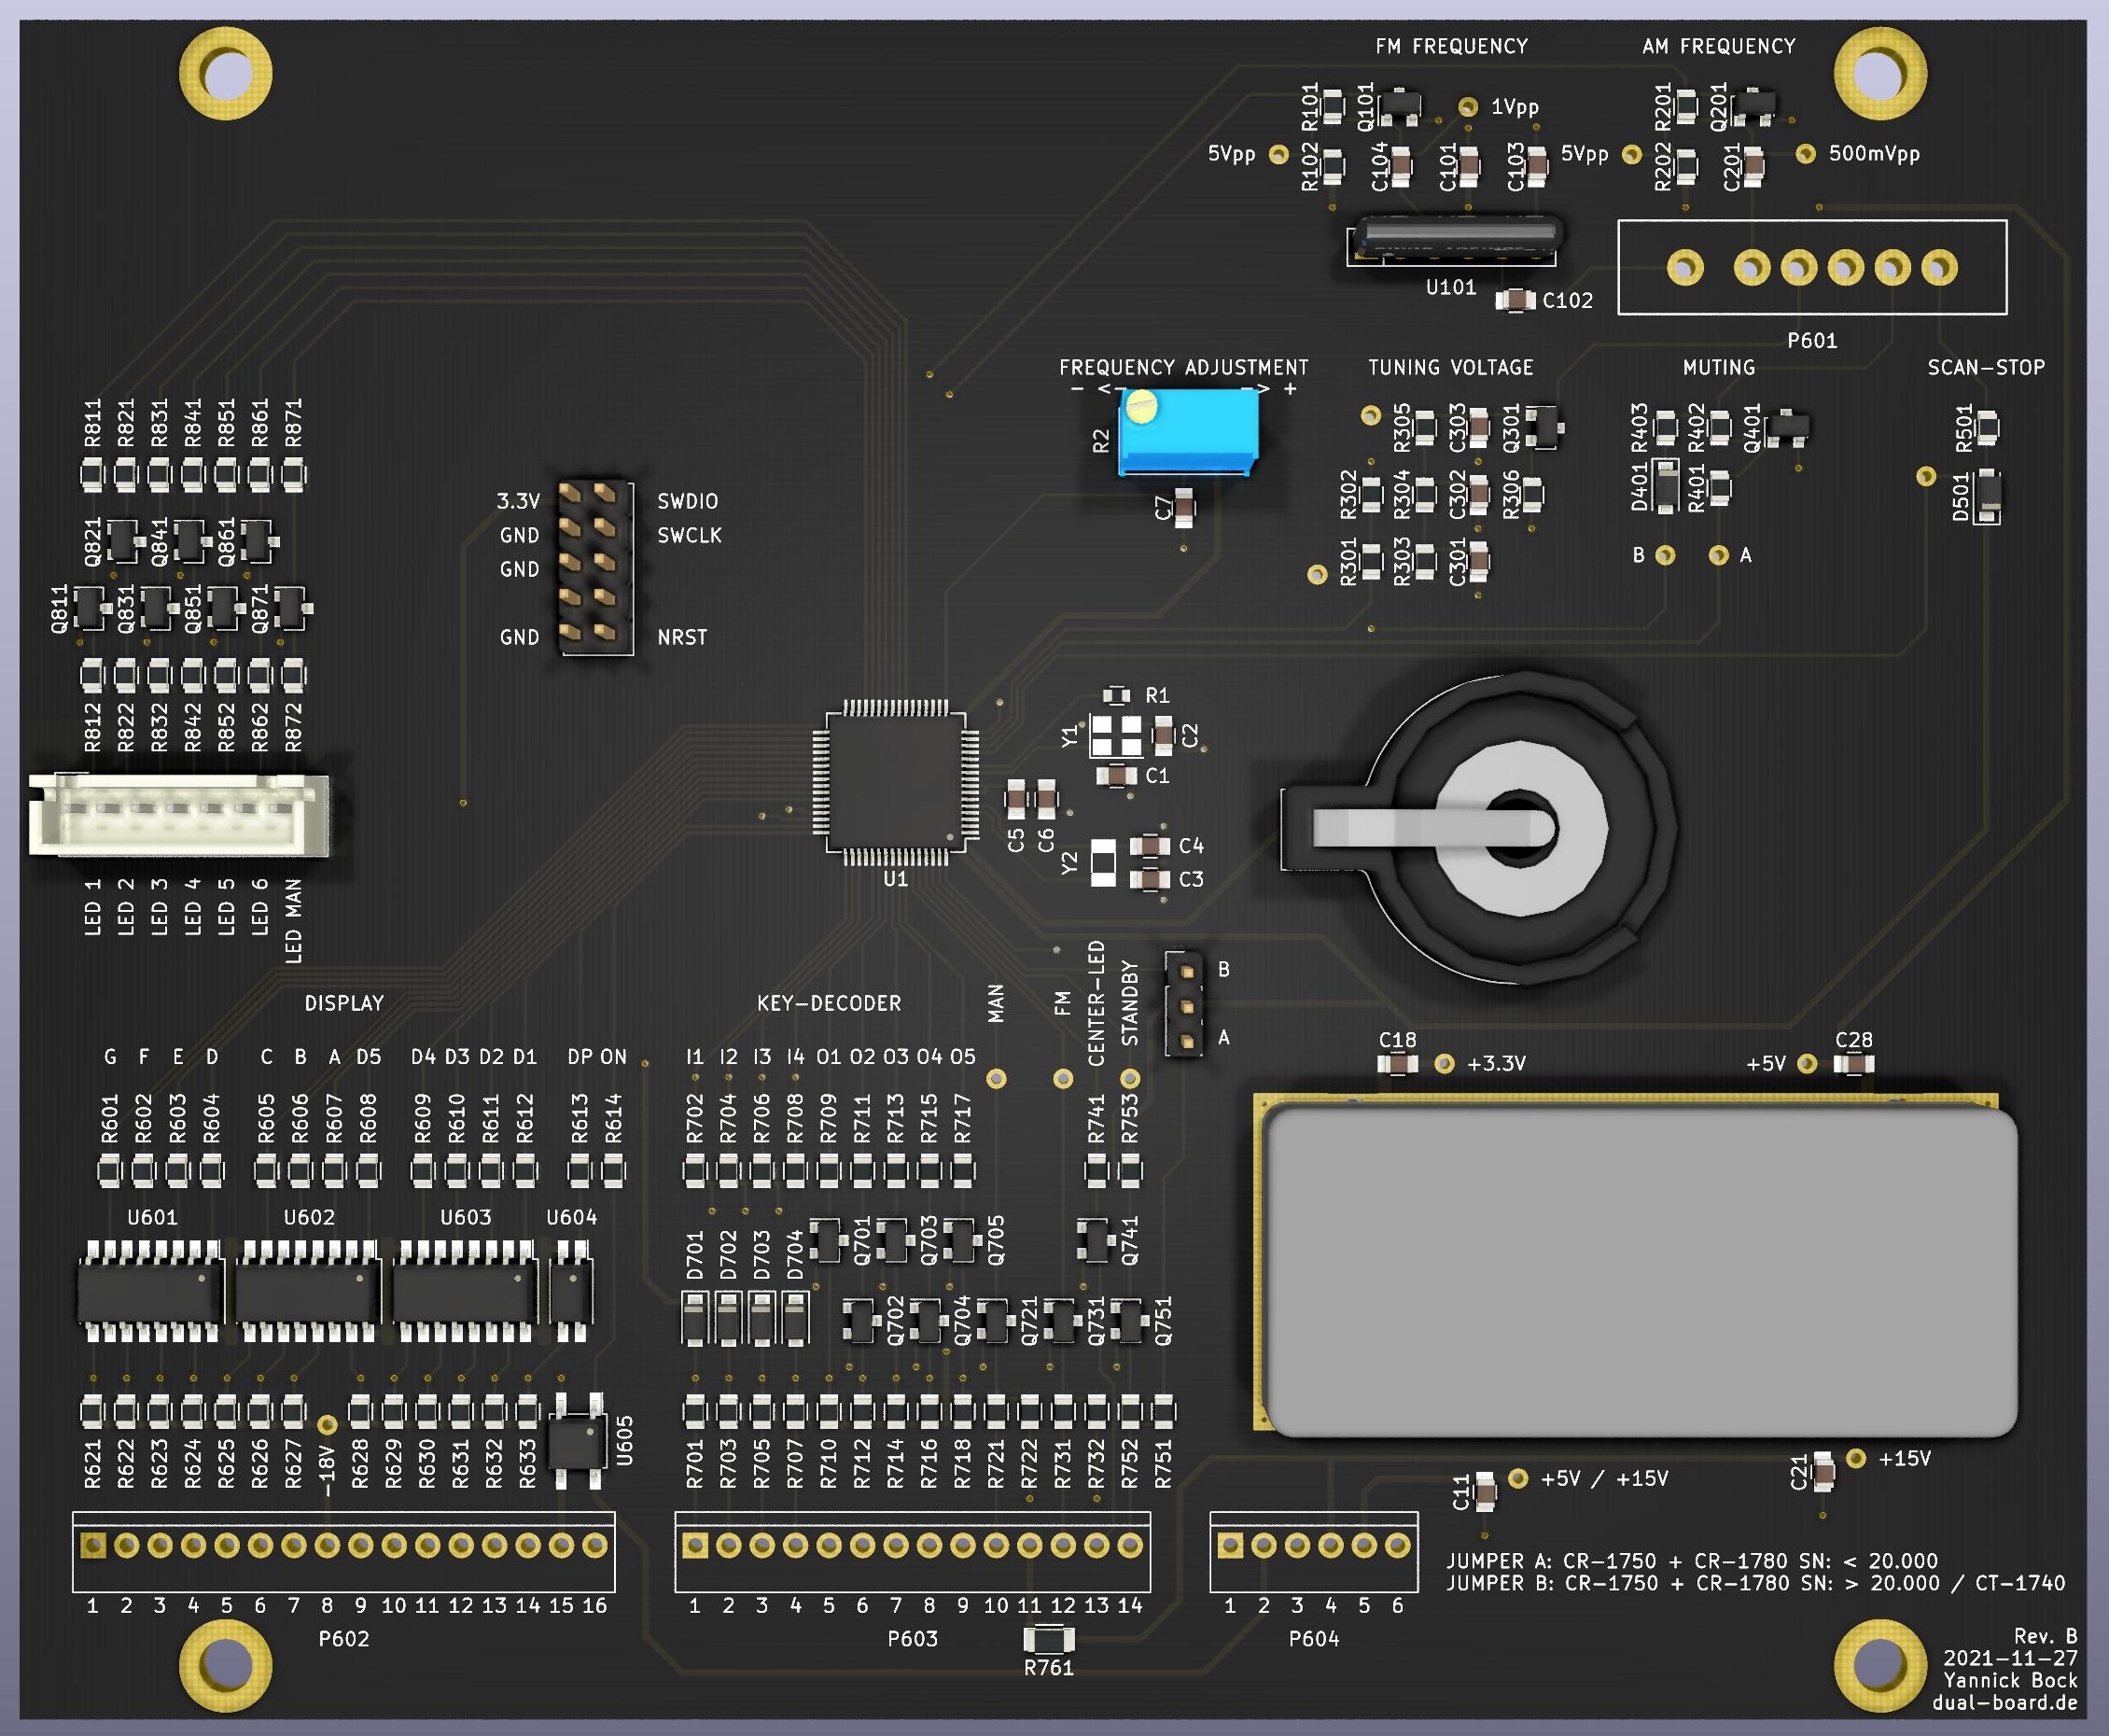 FM FREQUENCY
AM FREQUENCY
R101
Q101
1Vpp
R201
Q201
5Vpp
R102
C104
C101
C103
5Vpp
R202
C201
500mVpp
U101
C102
P601
FREQUENCY ADJUSTMENT
- <- -> +
TUNING VOLTAGE
MUTING
SCAN-STOP
R811
R821
R831
R841
R851
R861
R871
R2
R305
C303
Q301
R403
R402
Q401
R501
3.3V
SWDIO
GND
SWCLK
GND
GND
NRST
C7
R302
R304
C302
R306
D401
R401
D501
Q821
Q841
Q861
R301
R303
C301
B
A
Q811
Q831
Q851
Q871
R812
R822
R832
R842
R852
R862
R872
R1
Y1
C2
C1
C5
C6
Y2
C4
C3
U1
LED 1
LED 2
LED 3
LED 4
LED 5
LED 6
LED MAN
DISPLAY
KEY-DECODER
MAN
FM
CENTER-LED
STANDBY
B
A
G
F
E
D
C
B
A
D5
D4
D3
D2
D1
DP
ON
I1
I2
I3
I4
O1
O2
O3
O4
O5
C18
+3.3V
+5V
C28
R601
R602
R603
R604
R605
R606
R607
R608
R609
R610
R611
R612
R613
R614
R702
R704
R706
R708
R709
R711
R713
R715
R717
R741
R753
U601
U602
U603
U604
D701
D702
D703
D704
Q701
Q703
Q705
Q741
Q702
Q704
Q721
Q731
Q751
R621
R622
R623
R624
R625
R626
R627
-18V
R628
R629
R630
R631
R632
R633
U605
R701
R703
R705
R707
R710
R712
R714
R716
R718
R721
R722
R731
R732
R752
R751
C11
+5V / +15V
C21
+15V
JUMPER A: CR-1750 + CR-1780 SN: < 20.000
JUMPER B: CR-1750 + CR-1780 SN: > 20.000 / CT-1740
1 2 3 4 5 6 7 8 9 10 11 12 13 14 15 16
1 2 3 4 5 6 7 8 9 10 11 12 13 14
1 2 3 4 5 6
P602
P603
P604
R761
Rev. B
2021-11-27
Yannick Bock
dual-board.de